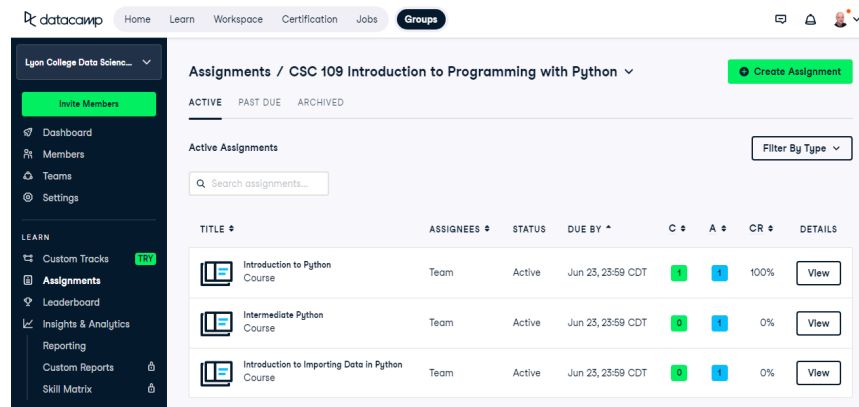 datacamp Home Learn Workspace Certification Jobs Groups
Lyon College Data Scienc...
Invite Members
Dashboard
Members
Teams
Settings
LEARN
Custom Tracks TRY
Assignments
Leaderboard
Insights & Analytics
Reporting
Custom Reports
Skill Matrix
Assignments / CSC 109 Introduction to Programming with Python
Create Assignment
ACTIVE PAST DUE ARCHIVED
Active Assignments
Filter By Type
Search assignments...
TITLE ASSIGNEES STATUS DUE BY C A CR DETAILS
Introduction to Python
Course
Team Active Jun 23, 23:59 CDT 1 1 100% View
Intermediate Python
Course
Team Active Jun 23, 23:59 CDT 0 1 0% View
Introduction to Importing Data in Python
Course
Team Active Jun 23, 23:59 CDT 0 1 0% View